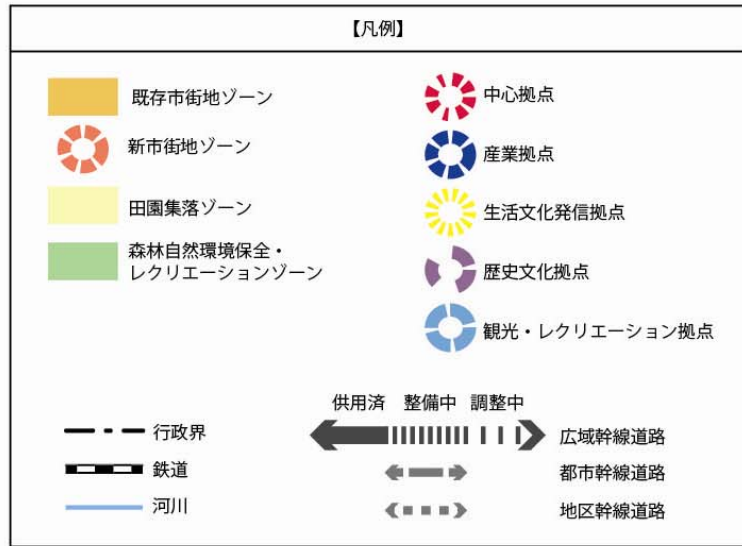 【凡例】
既存市街地ゾーン
新市街地ゾーン
田園集落ゾーン
森林自然環境保全・
レクリエーションゾーン
中心拠点
産業拠点
生活文化発信拠点
歴史文化拠点
観光・レクリエーション拠点
行政界
鉄道
河川
供用済 整備中 調整中
広域幹線道路
都市幹線道路
地区幹線道路